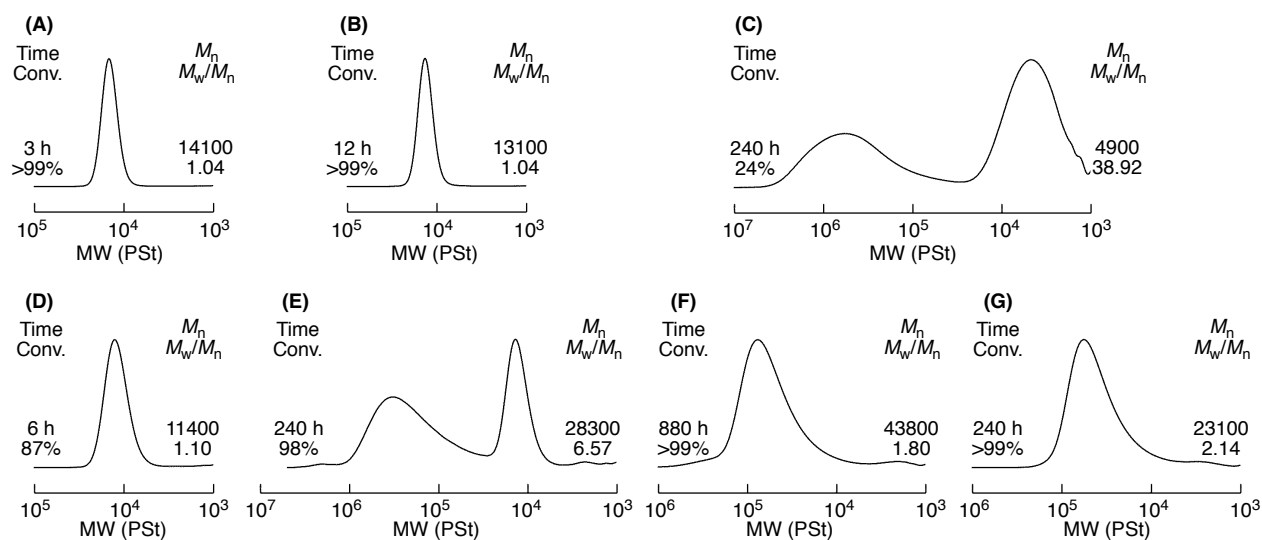 (A)
Time
Conv.
Mn
Mw/Mn
3 h
>99%
14100
1.04
10^5 10^4 10^3
MW (PSt)
(B)
Time
Conv.
Mn
Mw/Mn
12 h
>99%
13100
1.04
10^5 10^4 10^3
MW (PSt)
(C)
Time
Conv.
Mn
Mw/Mn
240 h
24%
4900
38.92
10^7 10^6 10^5 10^4 10^3
MW (PSt)
(D)
Time
Conv.
Mn
Mw/Mn
6 h
87%
11400
1.10
10^5 10^4 10^3
MW (PSt)
(E)
Time
Conv.
Mn
Mw/Mn
240 h
98%
28300
6.57
10^7 10^6 10^5 10^4 10^3
MW (PSt)
(F)
Time
Conv.
Mn
Mw/Mn
880 h
>99%
43800
1.80
10^6 10^5 10^4 10^3
MW (PSt)
(G)
Time
Conv.
Mn
Mw/Mn
240 h
>99%
23100
2.14
10^6 10^5 10^4 10^3
MW (PSt)